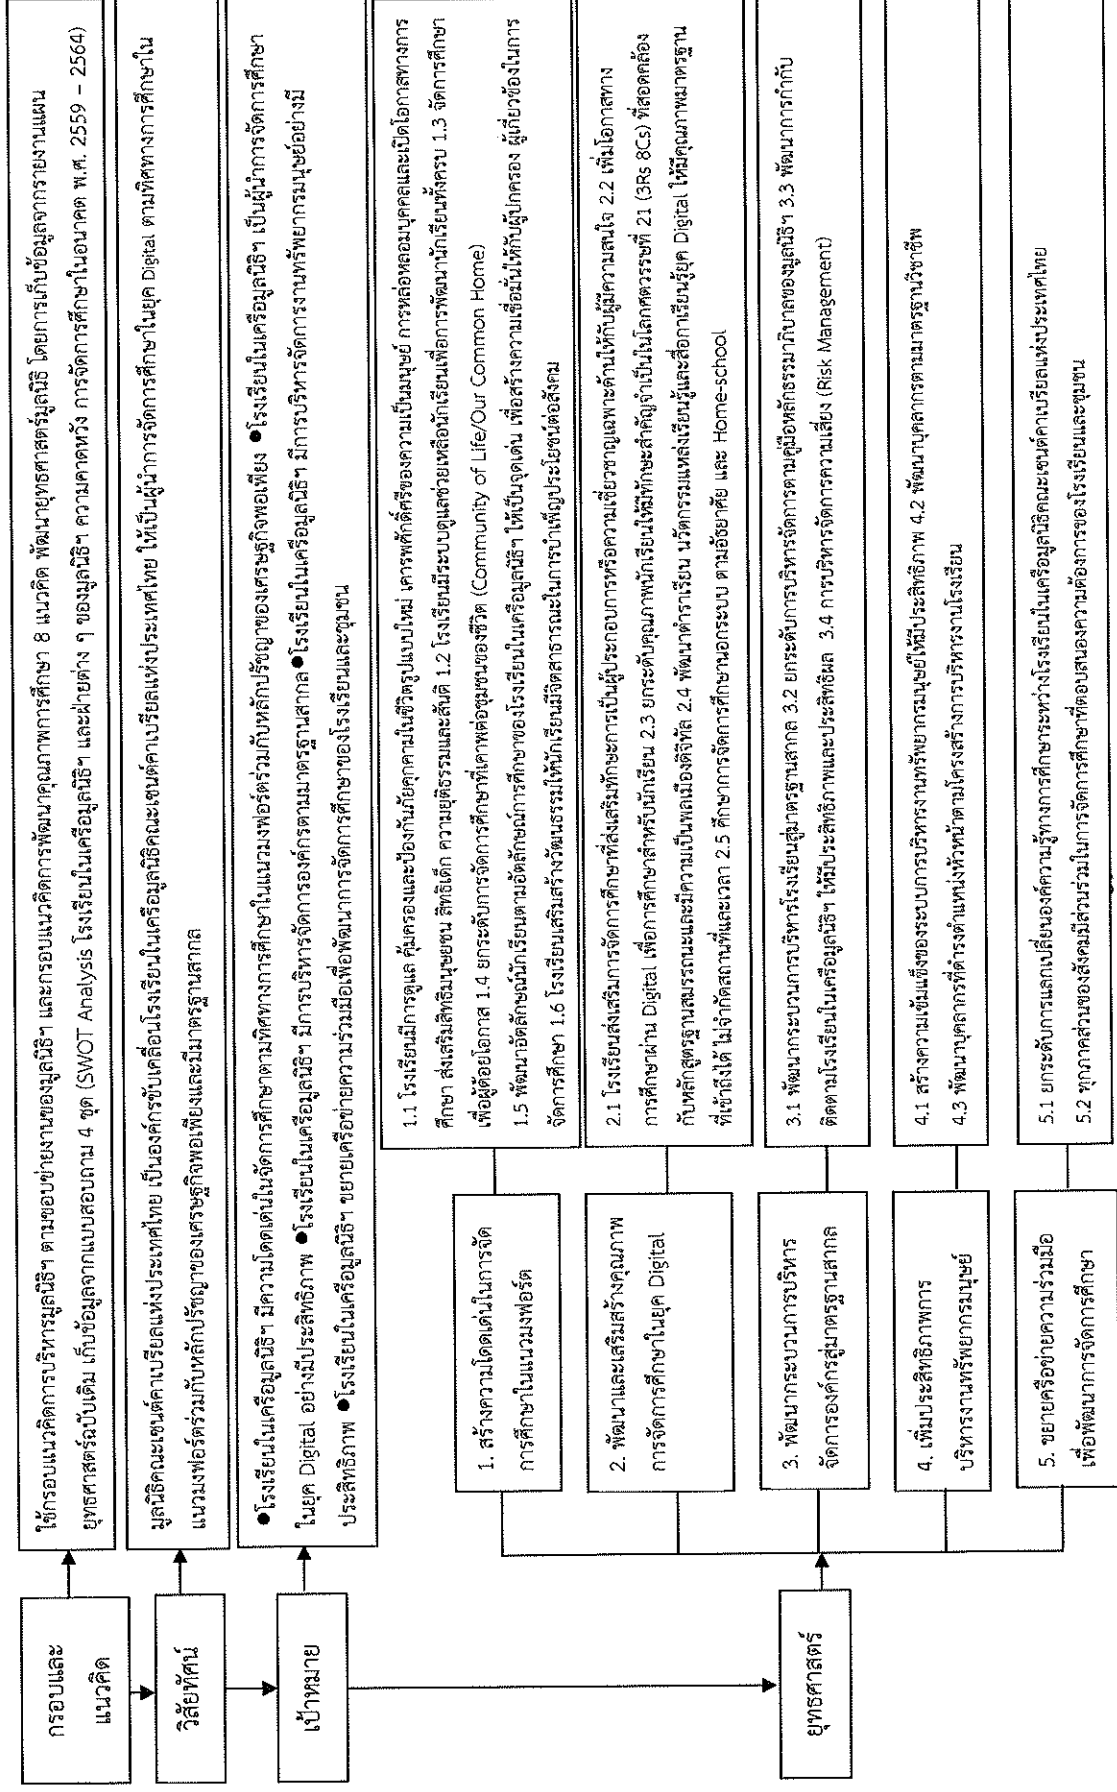 กรอบและ
แนวคิด
ใช้กรอบแนวคิดการบริหารมูลนิธิฯ ตามขอบข่ายงานของมูลนิธิฯ และกรอบแนวคิดการพัฒนาคุณภาพการศึกษา 8 แนวคิด พัฒนายุทธศาสตร์มูลนิธิ โดยการเก็บข้อมูลจากรายงานแผน
ยุทธศาสตร์ฉบับเดิม เก็บข้อมูลจากแบบสอบถาม 4 ชุด (SWOT Analysis โรงเรียนในเครือมูลนิธิฯ และฝ่ายต่าง ๆ ของมูลนิธิฯ ความคาดหวัง การจัดการศึกษาในอนาคต พ.ศ. 2559 – 2564)
วิสัยทัศน์
มูลนิธิคณะเซนต์คาเบรียลแห่งประเทศไทย เป็นองค์กรขับเคลื่อนโรงเรียนในเครือมูลนิธิคณะเซนต์คาเบรียลแห่งประเทศไทย ให้เป็นผู้นำการจัดการศึกษาในยุค Digital ตามทิศทางการศึกษาใน
แนวมงฟอร์ตร่วมกับหลักปรัชญาของเศรษฐกิจพอเพียงและมีมาตรฐานสากล
เป้าหมาย
●โรงเรียนในเครือมูลนิธิฯ มีความโดดเด่นในจัดการศึกษาตามทิศทางการศึกษาในแนวมงฟอร์ตร่วมกับหลักปรัชญาของเศรษฐกิจพอเพียง ●โรงเรียนในเครือมูลนิธิฯ เป็นผู้นำการจัดการศึกษา
ในยุค Digital อย่างมีประสิทธิภาพ ●โรงเรียนในเครือมูลนิธิฯ มีการบริหารจัดการองค์กรตามมาตรฐานสากล●โรงเรียนในเครือมูลนิธิฯ มีการบริหารจัดการงานทรัพยากรมนุษย์อย่างมี
ประสิทธิภาพ ●โรงเรียนในเครือมูลนิธิฯ ขยายเครือข่ายความร่วมมือเพื่อพัฒนาการจัดการศึกษาของโรงเรียนและชุมชน
ยุทธศาสตร์
1. สร้างความโดดเด่นในการจัด
การศึกษาในแนวมงฟอร์ต
1.1 โรงเรียนมีการดูแล คุ้มครองและป้องกันภัยคุกคามในชีวิตรูปแบบใหม่ เคารพศักดิ์ศรีของความเป็นมนุษย์ การหล่อหลอมบุคคลและเปิดโอกาสทางการ
ศึกษา ส่งเสริมสิทธิมนุษยชน สิทธิเด็ก ความยุติธรรมและสันติ 1.2 โรงเรียนมีระบบดูแลช่วยเหลือนักเรียนเพื่อการพัฒนานักเรียนทั้งครบ 1.3 จัดการศึกษา
เพื่อผู้ด้อยโอกาส 1.4 ยกระดับการจัดการศึกษาที่เคารพต่อชุมชนของชีวิต (Community of Life/Our Common Home)
1.5 พัฒนาอัตลักษณ์นักเรียนตามอัตลักษณ์การศึกษาของโรงเรียนในเครือมูลนิธิฯ ให้เป็นจุดเด่น เพื่อสร้างความเชื่อมั่นให้กับผู้ปกครอง ผู้เกี่ยวข้องในการ
จัดการศึกษา 1.6 โรงเรียนเสริมสร้างวัฒนธรรมให้นักเรียนมีจิตสาธารณะในการบำเพ็ญประโยชน์ต่อสังคม
2. พัฒนาและเสริมสร้างคุณภาพ
การจัดการศึกษาในยุค Digital
2.1 โรงเรียนส่งเสริมการจัดการศึกษาที่ส่งเสริมทักษะการเป็นผู้ประกอบการหรือความเชี่ยวชาญเฉพาะด้านให้กับผู้มีความสนใจ 2.2 เพิ่มโอกาสทาง
การศึกษาผ่าน Digital เพื่อการศึกษาสำหรับนักเรียน 2.3 ยกระดับคุณภาพนักเรียนให้มีทักษะสำคัญจำเป็นในโลกศตวรรษที่ 21 (3Rs 8Cs) ที่สอดคล้อง
กับหลักสูตรฐานสมรรถนะและมีความเป็นพลเมืองดิจิทัล 2.4 พัฒนาตำราเรียน นวัตกรรมแหล่งเรียนรู้และสื่อการเรียนรู้ยุค Digital ให้มีคุณภาพมาตรฐาน
ที่เข้าถึงได้ ไม่จำกัดสถานที่และเวลา 2.5 ศึกษาการจัดการศึกษานอกระบบ ตามอัธยาศัย และ Home-school
3. พัฒนากระบวนการบริหาร
จัดการองค์กรสู่มาตรฐานสากล
3.1 พัฒนากระบวนการบริหารโรงเรียนสู่มาตรฐานสากล 3.2 ยกระดับการบริหารจัดการตามคู่มือหลักธรรมาภิบาลของมูลนิธิฯ 3.3 พัฒนาการกำกับ
ติดตามโรงเรียนในเครือมูลนิธิฯ ให้มีประสิทธิภาพและประสิทธิผล 3.4 การบริหารจัดการความเสี่ยง (Risk Management)
4. เพิ่มประสิทธิภาพการ
บริหารงานทรัพยากรมนุษย์
4.1 สร้างความเข้มแข็งของระบบการบริหารงานทรัพยากรมนุษย์ให้มีประสิทธิภาพ 4.2 พัฒนาบุคลากรตามมาตรฐานวิชาชีพ
4.3 พัฒนาบุคลากรที่ดำรงตำแหน่งหัวหน้าตามโครงสร้างการบริหารงานโรงเรียน
5. ขยายเครือข่ายความร่วมมือ
เพื่อพัฒนาการจัดการศึกษา
5.1 ยกระดับการแลกเปลี่ยนองค์ความรู้ทางการศึกษาระหว่างโรงเรียนในเครือมูลนิธิคณะเซนต์คาเบรียลแห่งประเทศไทย
5.2 ทุกภาคส่วนของสังคมมีส่วนร่วมในการจัดการศึกษาที่ตอบสนองความต้องการของโรงเรียนและชุมชน